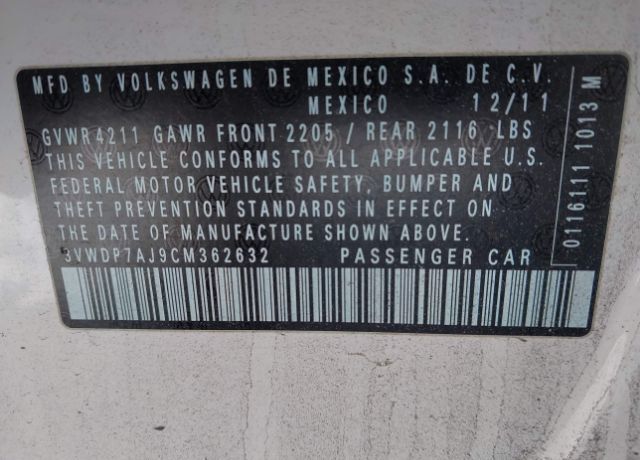 MFD BY VOLKSWAGEN DE MEXICO S.A. DE C.V.
MEXICO 12/11
GVWR 4211 GAWR FRONT 2205 / REAR 2116 LBS
THIS VEHICLE CONFORMS TO ALL APPLICABLE U.S.
FEDERAL MOTOR VEHICLE SAFETY, BUMPER AND
THEFT PREVENTION STANDARDS IN EFFECT ON
THE DATE OF MANUFACTURE SHOWN ABOVE.
3VWDP7AJ9CM362632 PASSENGER CAR
01161111 1013 M